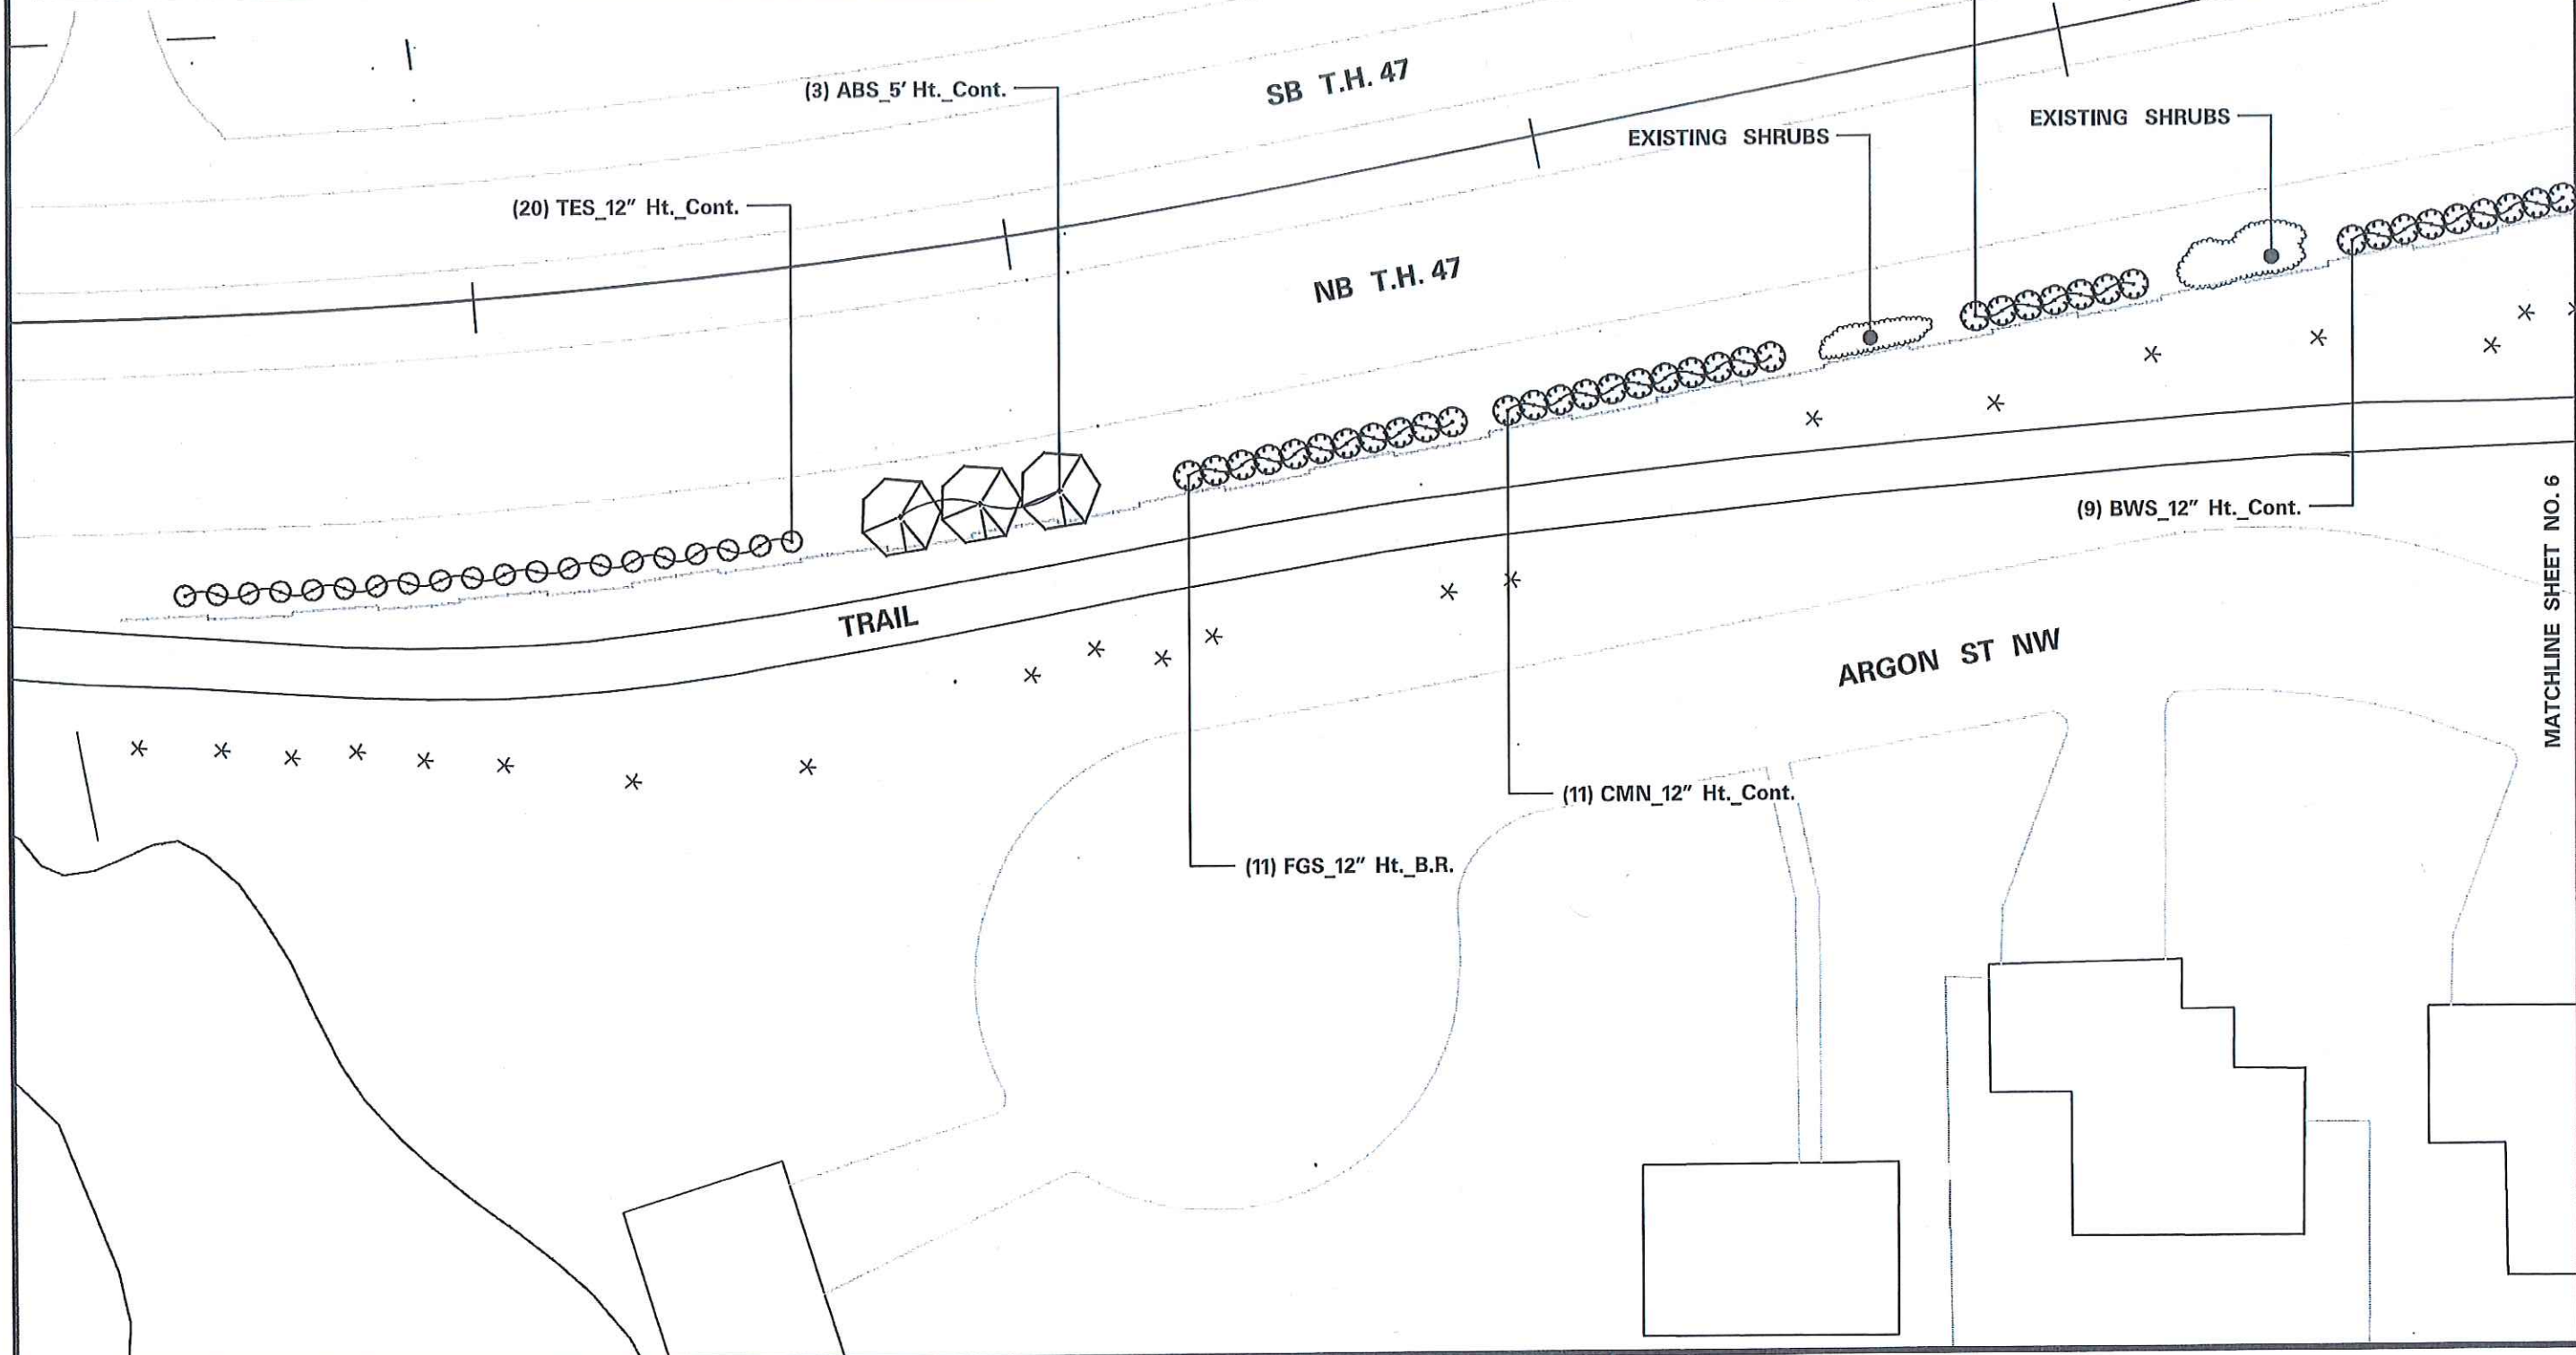 SB T.H. 47
(3) ABS_5' Ht._Cont.
EXISTING SHRUBS
EXISTING SHRUBS
(20) TES_12" Ht._Cont.
NB T.H. 47
(9) BWS_12" Ht._Cont.
MATCHLINE SHEET NO. 6
TRAIL
ARGON ST NW
(11) CMN_12" Ht._Cont.
(11) FGS_12" Ht._B.R.